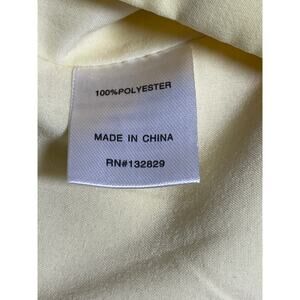 100%POLYESTER
MADE IN CHINA
RN#132829